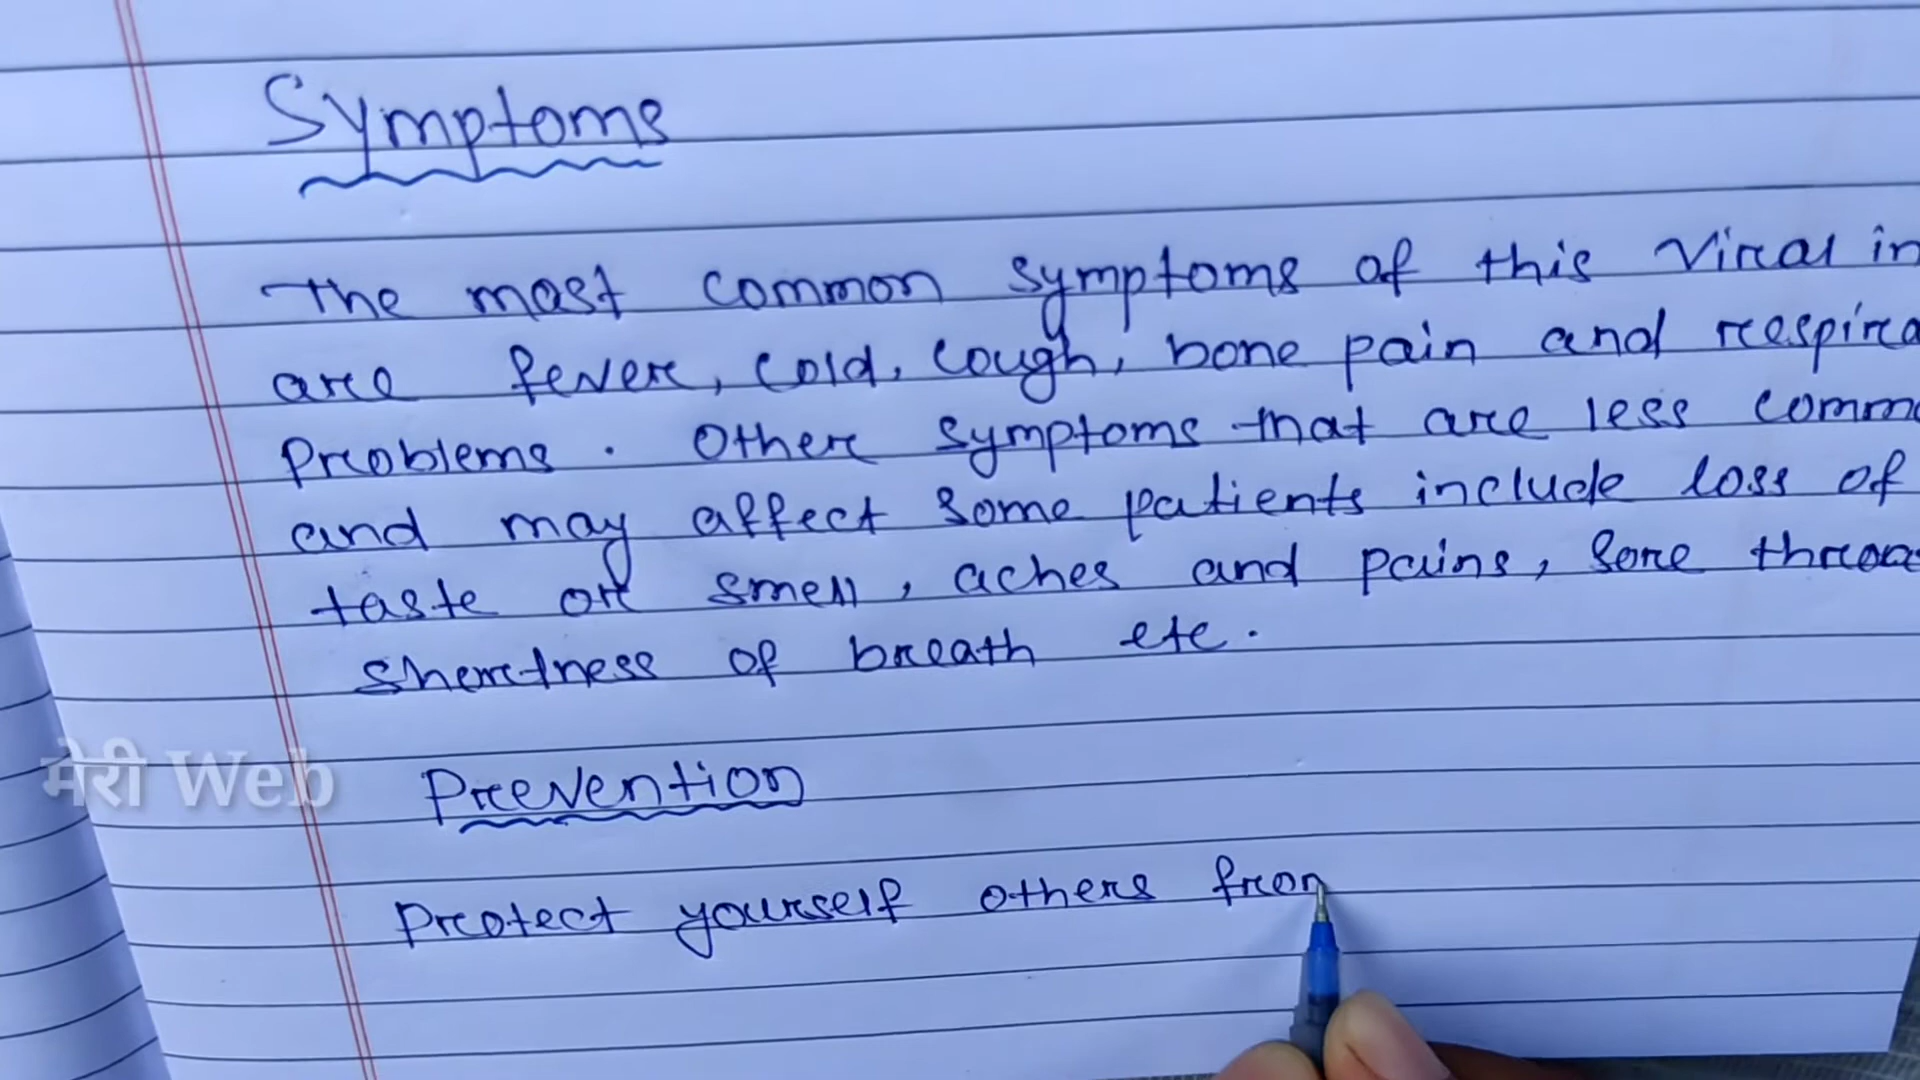 Symptoms
The most common symptoms of this Viral in
are fever, cold, cough, bone pain and respira
Problems. Other symptoms that are less comm
and may affect some patients include loss of
taste or smell, aches and pains, sore throa
shortness of breath etc.
मेरी Web
Prevention
Protect yourself others from